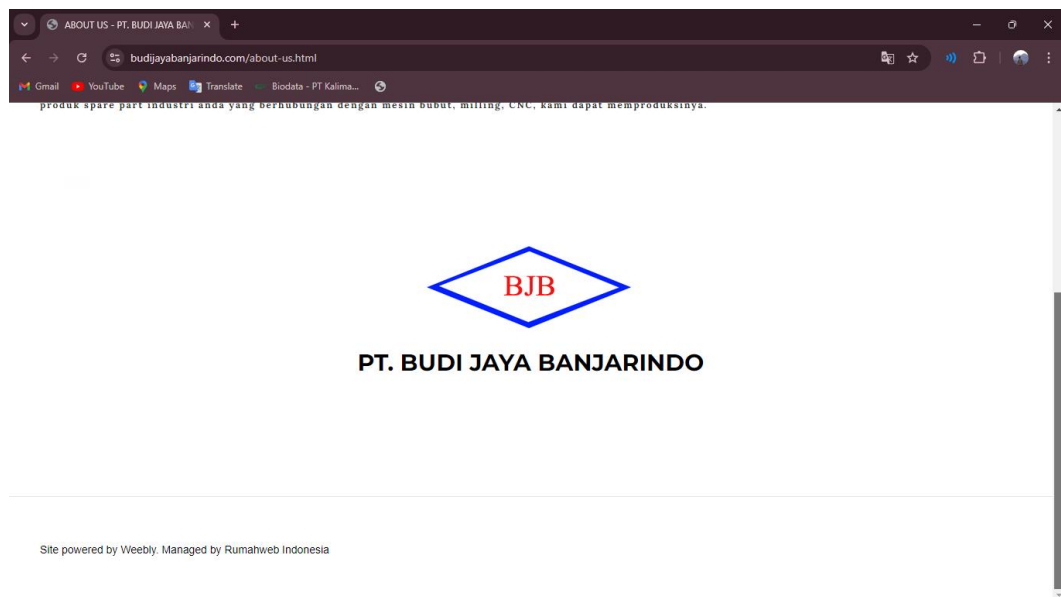 ABOUT US - PT. BUDI JAYA BAN
budijayabanjarindo.com/about-us.html
Gmail YouTube Maps Translate Biodata - PT Kalima...
produk spare part industri anda yang berhubungan dengan mesin bubut, milling, CNC, kami dapat memproduksinya.
BJB
PT. BUDI JAYA BANJARINDO
Site powered by Weebly. Managed by Rumahweb Indonesia